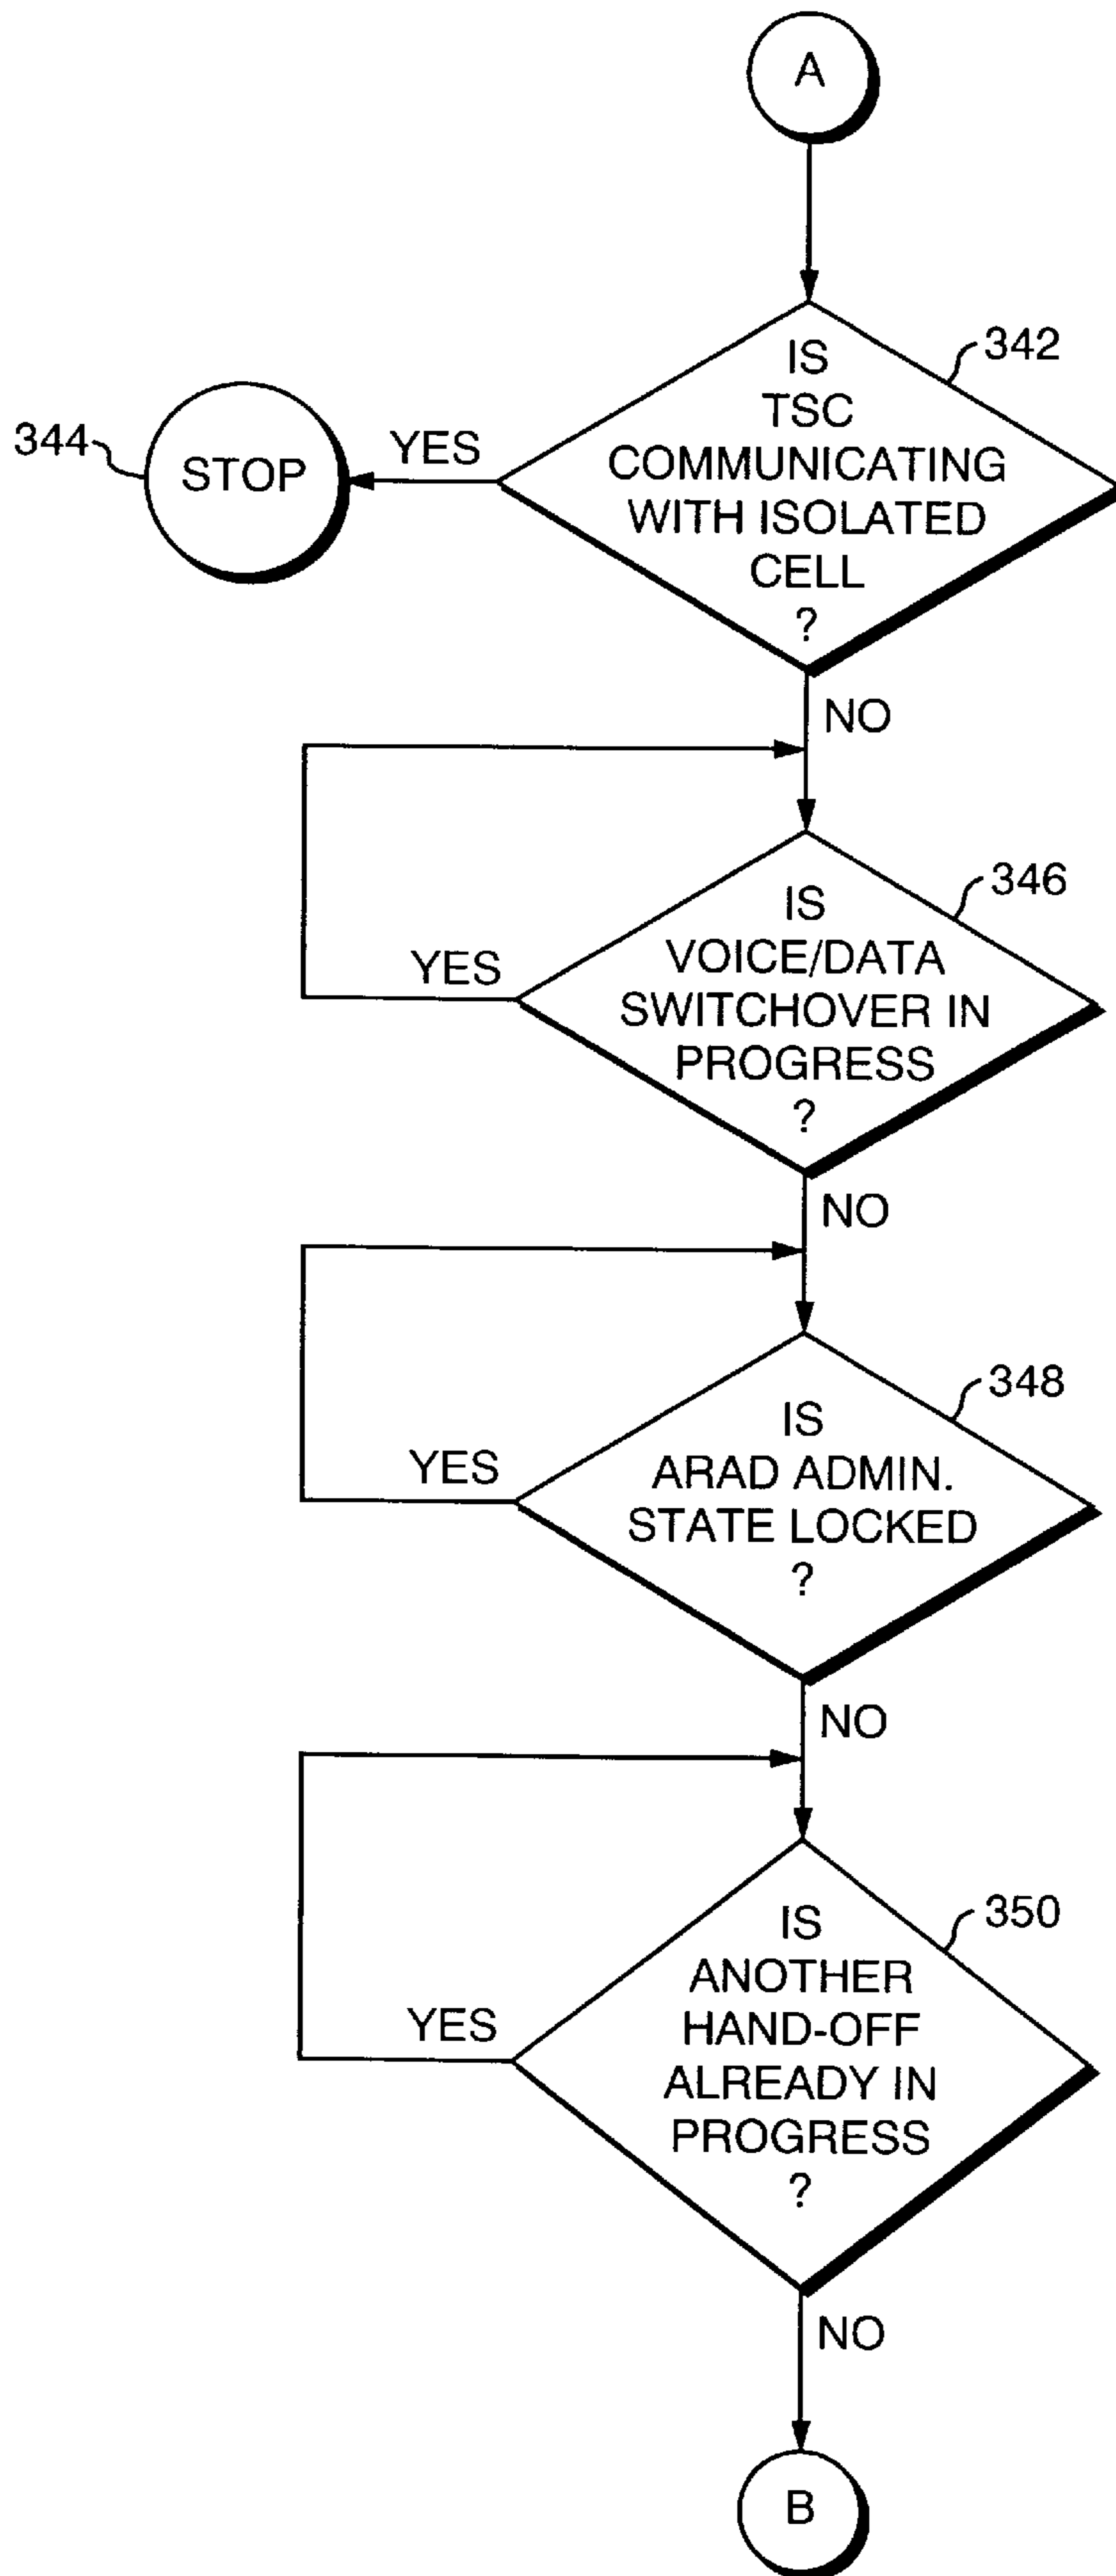 A
342
IS
TSC
COMMUNICATING
WITH ISOLATED
CELL
?
344
STOP
YES
NO
346
IS
VOICE/DATA
SWITCHOVER IN
PROGRESS
?
YES
NO
348
IS
ARAD ADMIN.
STATE LOCKED
?
YES
NO
350
IS
ANOTHER
HAND-OFF
ALREADY IN
PROGRESS
?
YES
NO
B